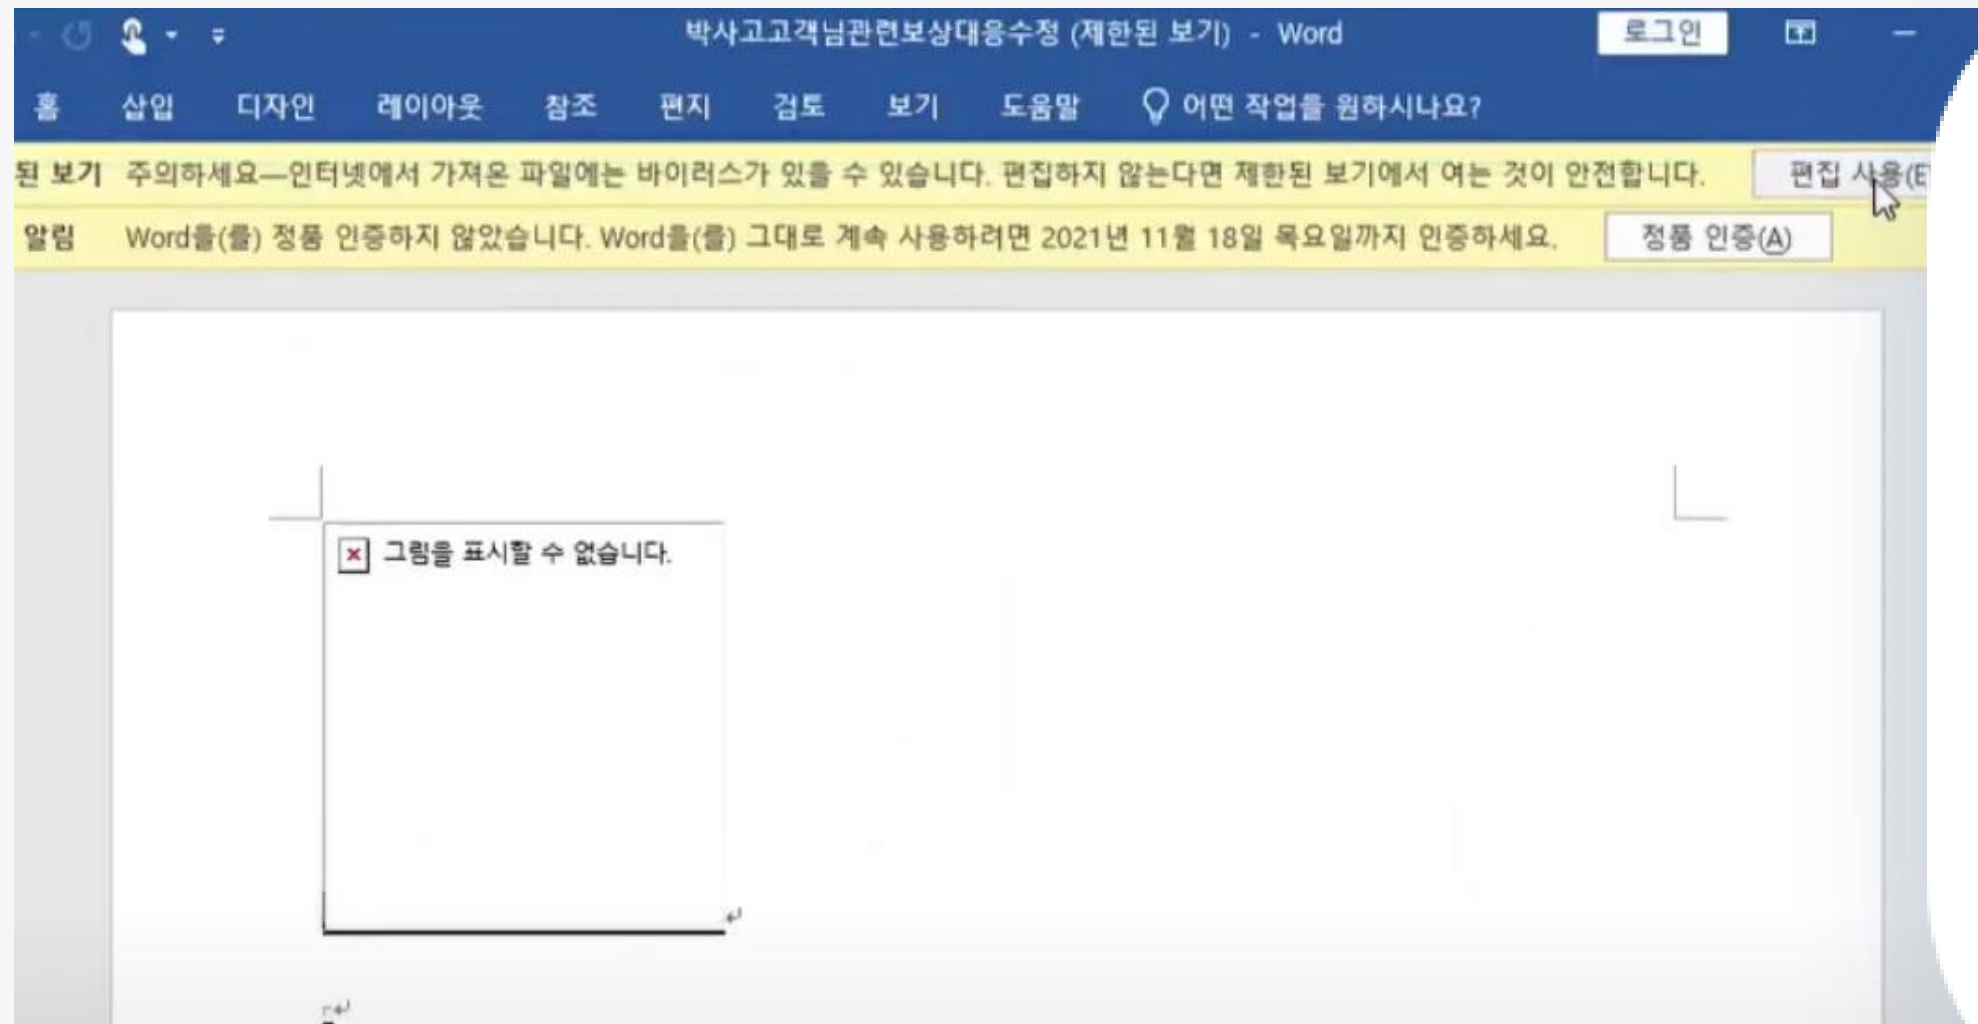 박사고고객님관련보상대응수정 (제한된 보기) - Word
로그인
홈 삽입 디자인 레이아웃 참조 편지 검토 보기 도움말 어떤 작업을 원하시나요?
된 보기 주의하세요—인터넷에서 가져온 파일에는 바이러스가 있을 수 있습니다. 편집하지 않는다면 제한된 보기에서 여는 것이 안전합니다. 편집 사용(E
알림 Word을(를) 정품 인증하지 않았습니다. Word을(를) 그대로 계속 사용하려면 2021년 11월 18일 목요일까지 인증하세요. 정품 인증(A)
그림을 표시할 수 없습니다.